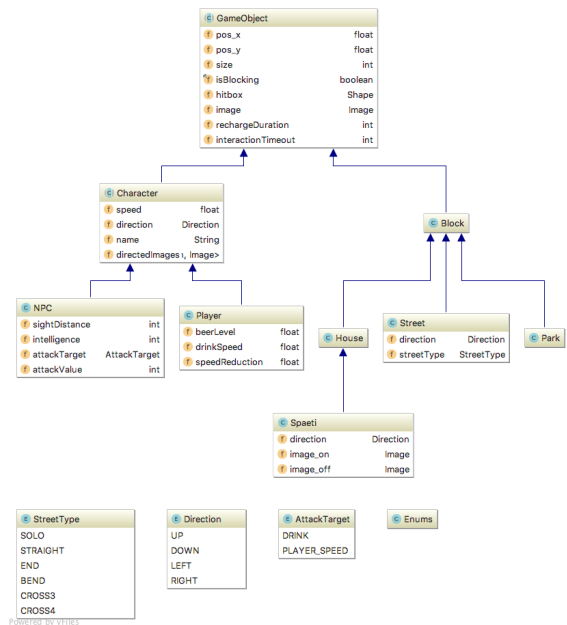 GameObject
pos_x float
pos_y float
size int
isBlocking boolean
hitbox Shape
image Image
rechargeDuration int
interactionTimeout int
Character
speed float
direction Direction
name String
directedImages, Image>
Block
NPC
sightDistance int
intelligence int
attackTarget AttackTarget
attackValue int
Player
beerLevel float
drinkSpeed float
speedReduction float
House
Street
direction Direction
streetType StreetType
Park
Spaeti
direction Direction
image_on Image
image_off Image
StreetType
SOLO
STRAIGHT
END
BEND
CROSS3
CROSS4
Direction
UP
DOWN
LEFT
RIGHT
AttackTarget
DRINK
PLAYER_SPEED
Enums
Powered by yFiles